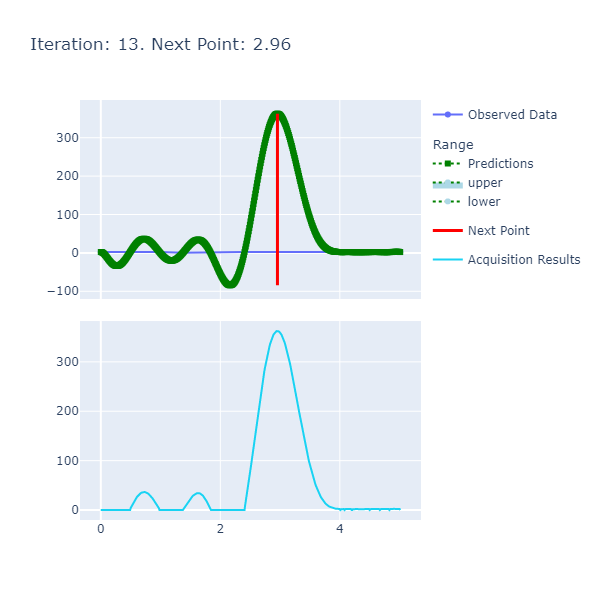 Iteration: 13. Next Point: 2.96
300
200
100
0
−100
Observed Data
Range
Predictions
upper
lower
Next Point
Acquisition Results
300
200
100
0
0 2 4